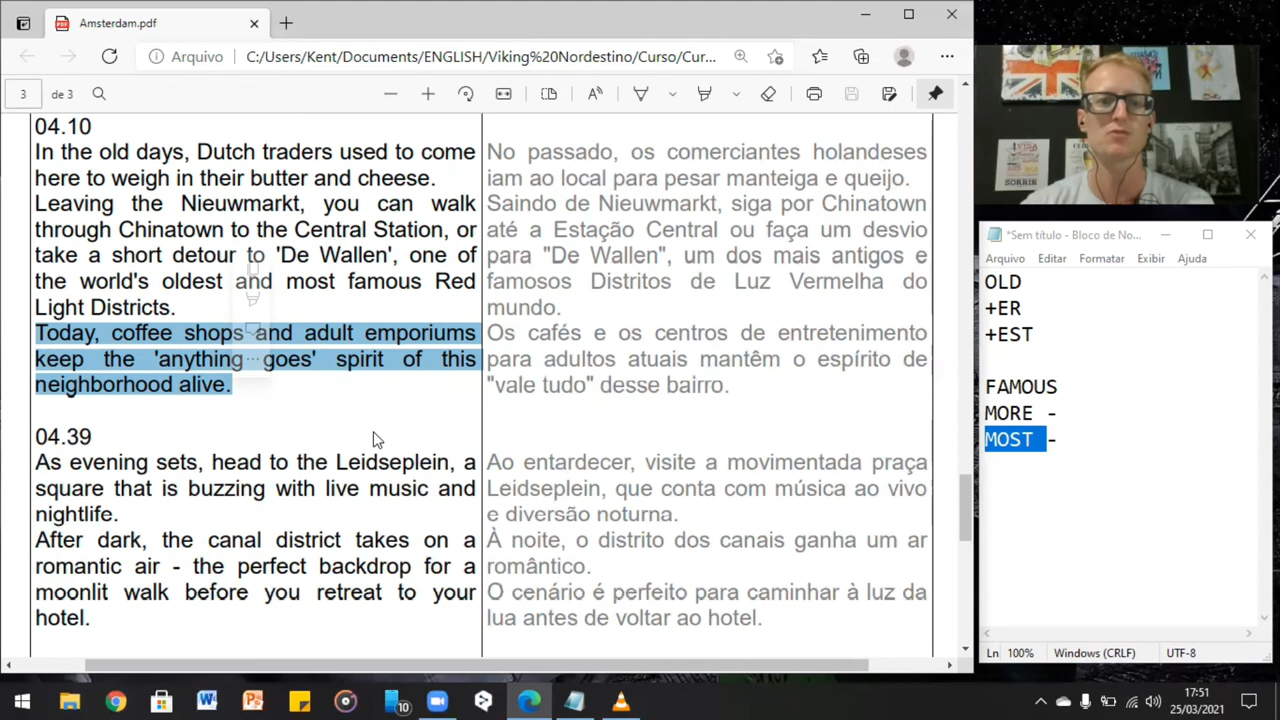 Amsterdam.pdf
Arquivo
C:/Users/Kent/Documents/ENGLISH/Viking%20Nordestino/Curso/Cur...
3
de 3
04.10
In the old days, Dutch traders used to come
here to weigh in their butter and cheese.
Leaving the Nieuwmarkt, you can walk
through Chinatown to the Central Station, or
take a short detour to 'De Wallen', one of
the world's oldest and most famous Red
Light Districts.
Today, coffee shops and adult emporiums
keep the 'anything goes' spirit of this
neighborhood alive.
04.39
As evening sets, head to the Leidseplein, a
square that is buzzing with live music and
nightlife.
After dark, the canal district takes on a
romantic air - the perfect backdrop for a
moonlit walk before you retreat to your
hotel.
No passado, os comerciantes holandeses
iam ao local para pesar manteiga e queijo.
Saindo de Nieuwmarkt, siga por Chinatown
até a Estação Central ou faça um desvio
para "De Wallen", um dos mais antigos e
famosos Distritos de Luz Vermelha do
mundo.
Os cafés e os centros de entretenimento
para adultos atuais mantêm o espírito de
"vale tudo" desse bairro.
Ao entardecer, visite a movimentada praça
Leidseplein, que conta com música ao vivo
e diversão noturna.
À noite, o distrito dos canais ganha um ar
romântico.
O cenário é perfeito para caminhar à luz da
lua antes de voltar ao hotel.
A VIDA
SORRIR
*Sem título - Bloco de No...
Arquivo Editar Formatar Exibir Ajuda
OLD
+ER
+EST
FAMOUS
MORE -
MOST -
Ln 100% Windows (CRLF) UTF-8
10
17:51
25/03/2021